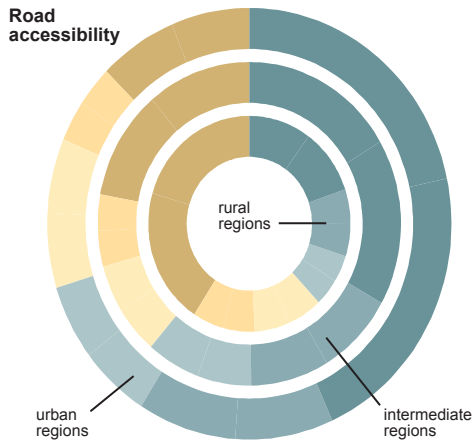 Road
accessibility
rural
regions
urban
regions
intermediate
regions